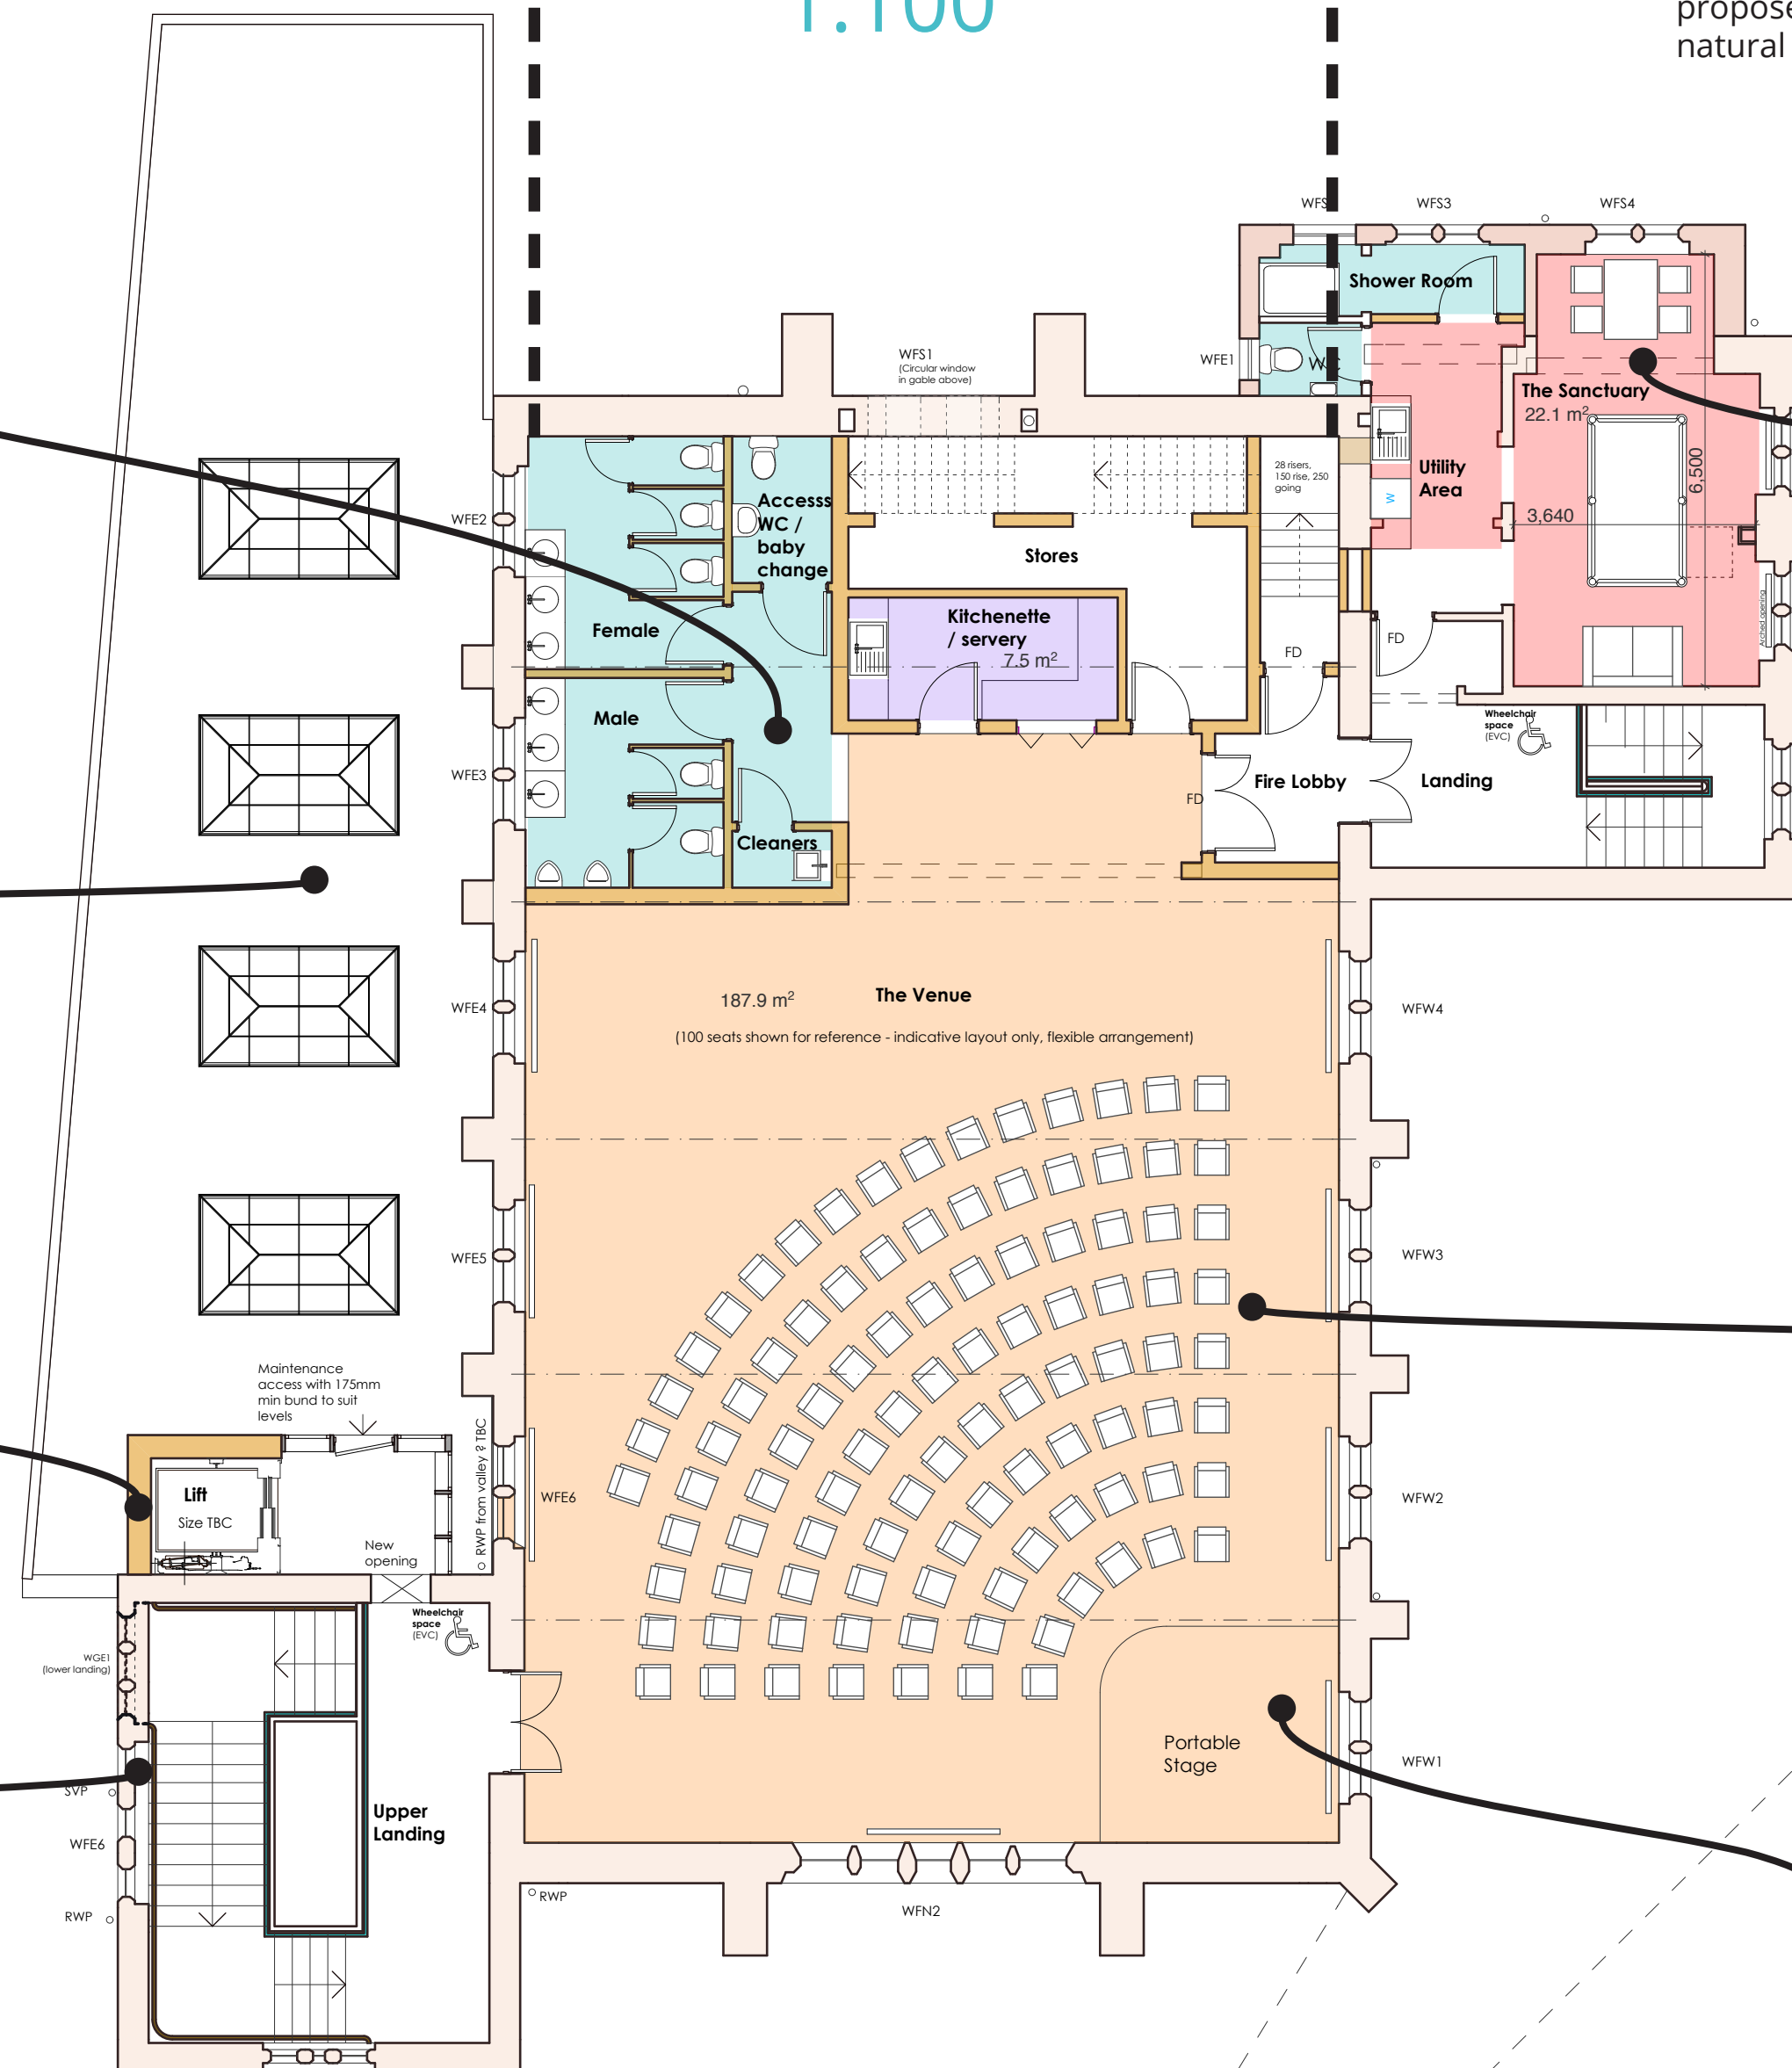 1:100
propose
natural
WFS
WFS3
WFS4
Shower Room
WFS1
(Circular window
in gable above)
WFE1
WC
The Sanctuary
22.1 m²
28 risers,
150 rise, 250
going
Utility
Area
6,500
W
3,640
WFE2
Accesss
WC /
baby
change
Stores
Kitchenette
/ servery
7.5 m²
Female
FD
FD
Arched opening
Male
Wheelchair
space
(EVC)
WFE3
Fire Lobby
Landing
FD
Cleaners
WFE4
187.9 m²
The Venue
WFW4
(100 seats shown for reference - indicative layout only, flexible arrangement)
WFE5
WFW3
Maintenance
access with 175mm
min bund to suit
levels
RWP from valley ? TBC
Lift
Size TBC
WFE6
WFW2
New
opening
Wheelchair
space
(EVC)
WGE1
(lower landing)
Portable
Stage
WFW1
SVP
Upper
Landing
WFE6
RWP
RWP
WFN2